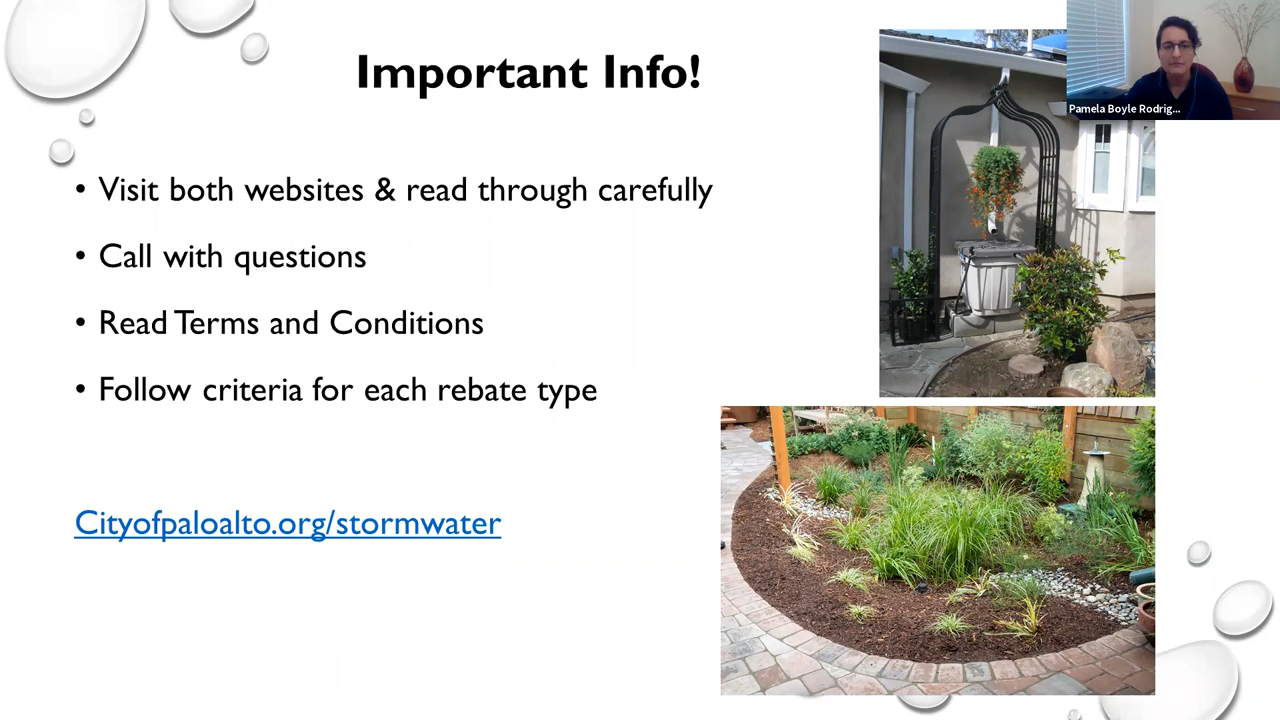 Important Info!
Pamela Boyle Rodrig...
• Visit both websites & read through carefully
• Call with questions
• Read Terms and Conditions
• Follow criteria for each rebate type
Cityofpaloalto.org/stormwater